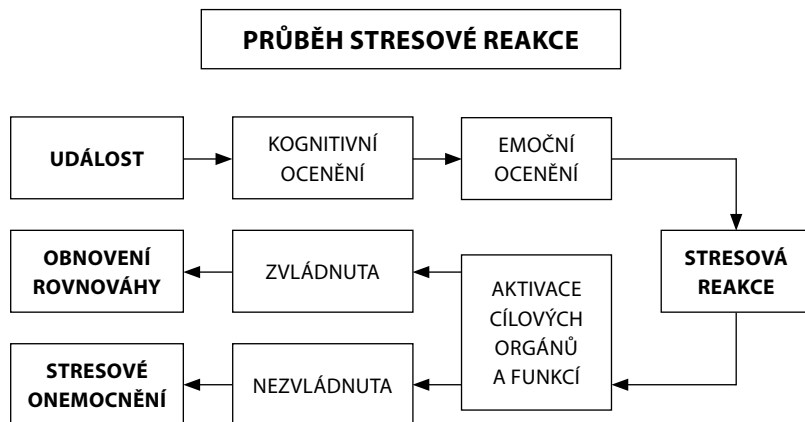 PRŮBĚH STRESOVÉ REAKCE
UDÁLOST
KOGNITIVNÍ
OCENĚNÍ
EMOČNÍ
OCENĚNÍ
STRESOVÁ
REAKCE
AKTIVACE
CÍLOVÝCH
ORGÁNŮ
A FUNKCÍ
ZVLÁDNUTA
OBNOVENÍ
ROVNOVÁHY
NEZVLÁDNUTA
STRESOVÉ
ONEMOCNĚNÍ